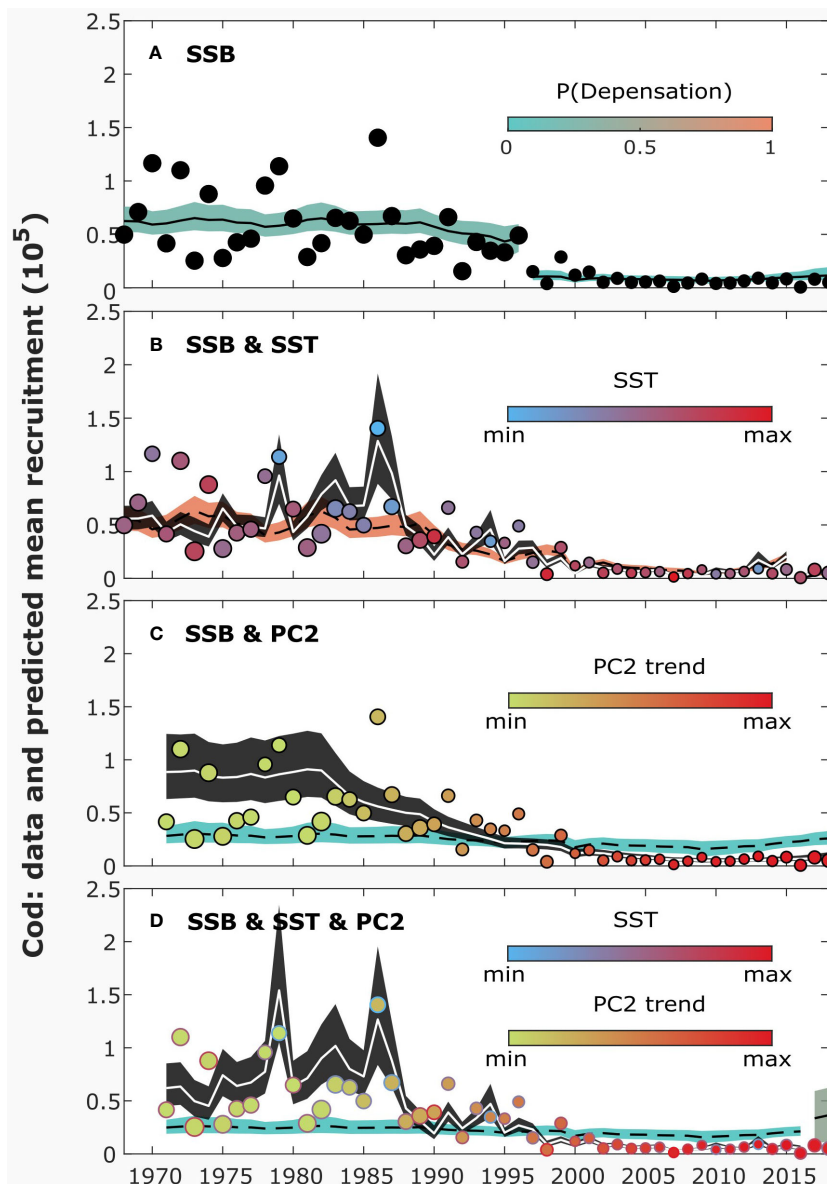 Cod: data and predicted mean recruitment (10⁵)
2.5
A SSB
2
P(Depensation)
1.5
0 0.5 1
1
0.5
0
2.5
B SSB & SST
2
SST
1.5
min max
1
0.5
0
2.5
C SSB & PC2
2
PC2 trend
1.5
min max
1
0.5
0
2.5
D SSB & SST & PC2
SST
2
min max
1.5
PC2 trend
min max
1
0.5
0
1970 1975 1980 1985 1990 1995 2000 2005 2010 2015